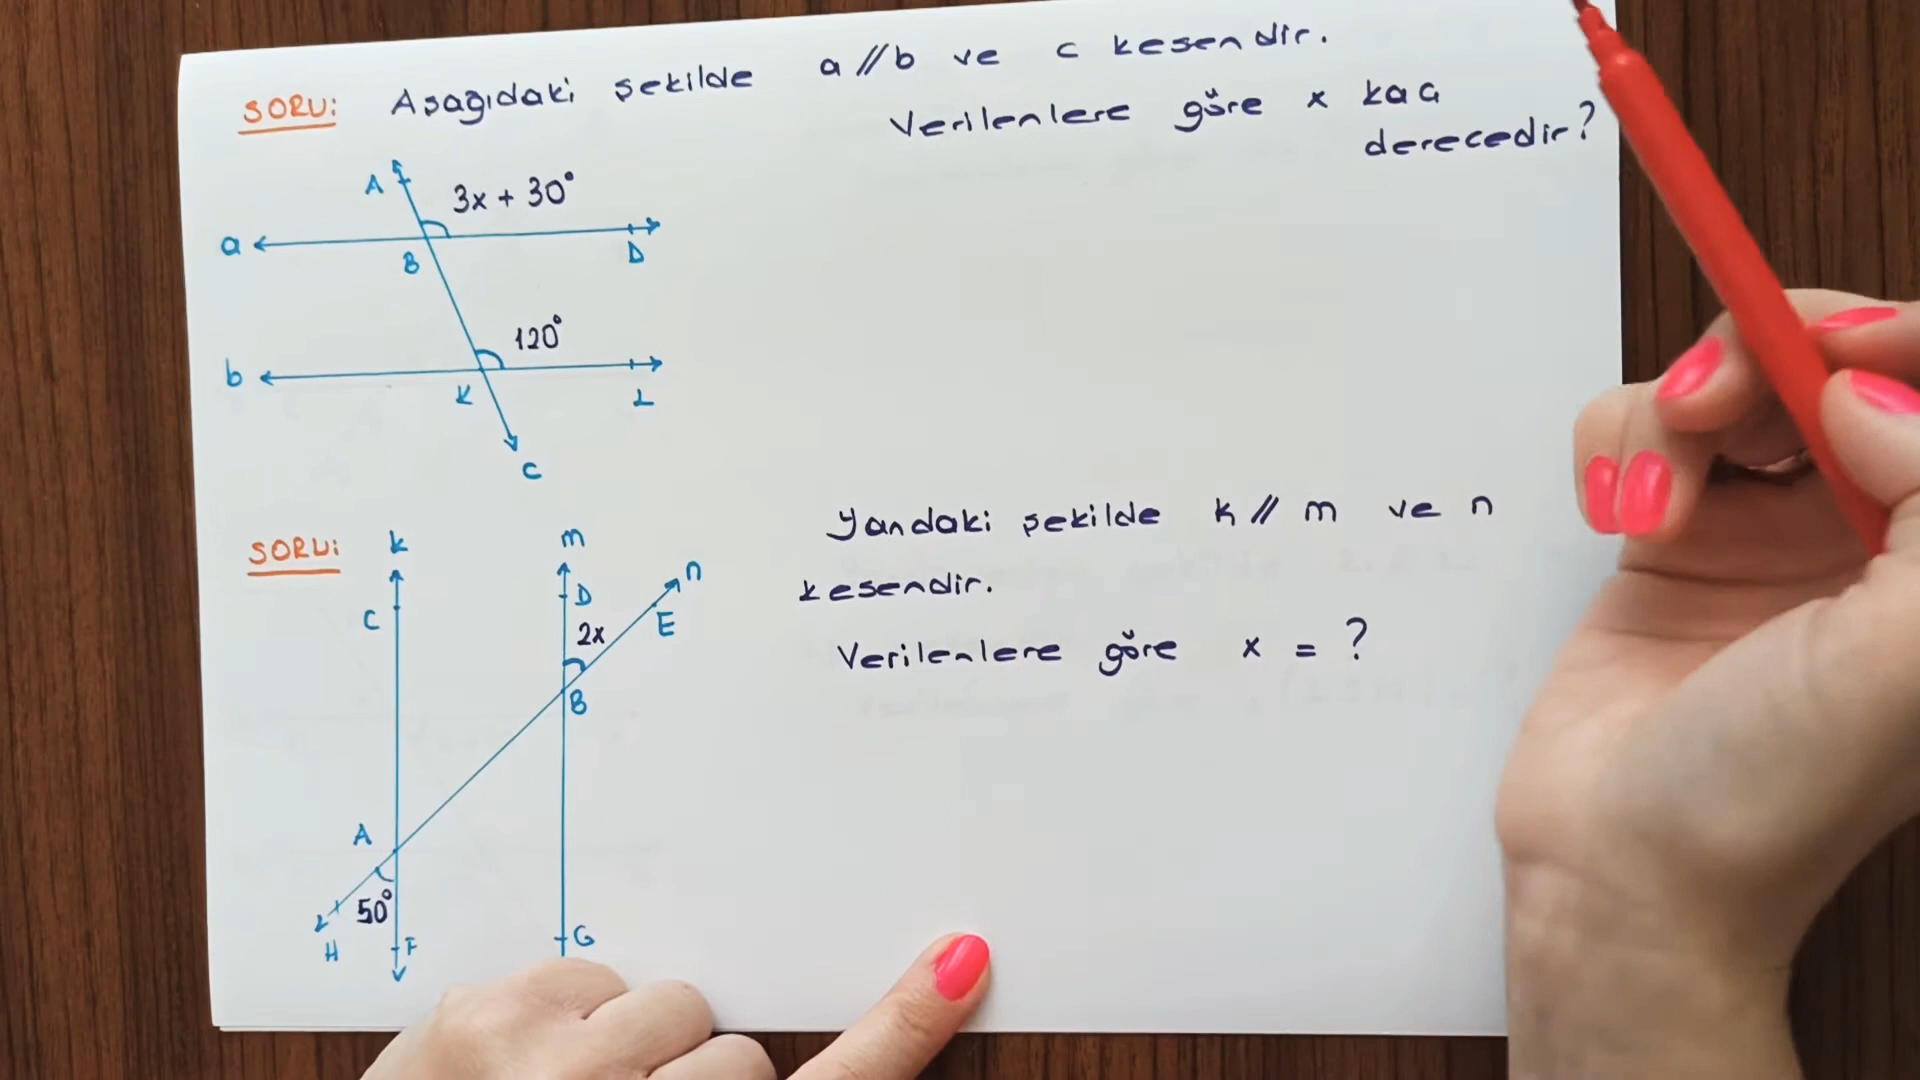 SORU: Aşağıdaki şekilde a // b ve c kesendir.
Verilenlere göre x kaç
derecedir?
A
3x + 30°
a
B
D
120°
b
K
L
C
SORU:
k
m
n
C
D
E
2x
B
A
50°
H
F
G
Yandaki şekilde k // m ve n
kesendir.
Verilenlere göre x = ?